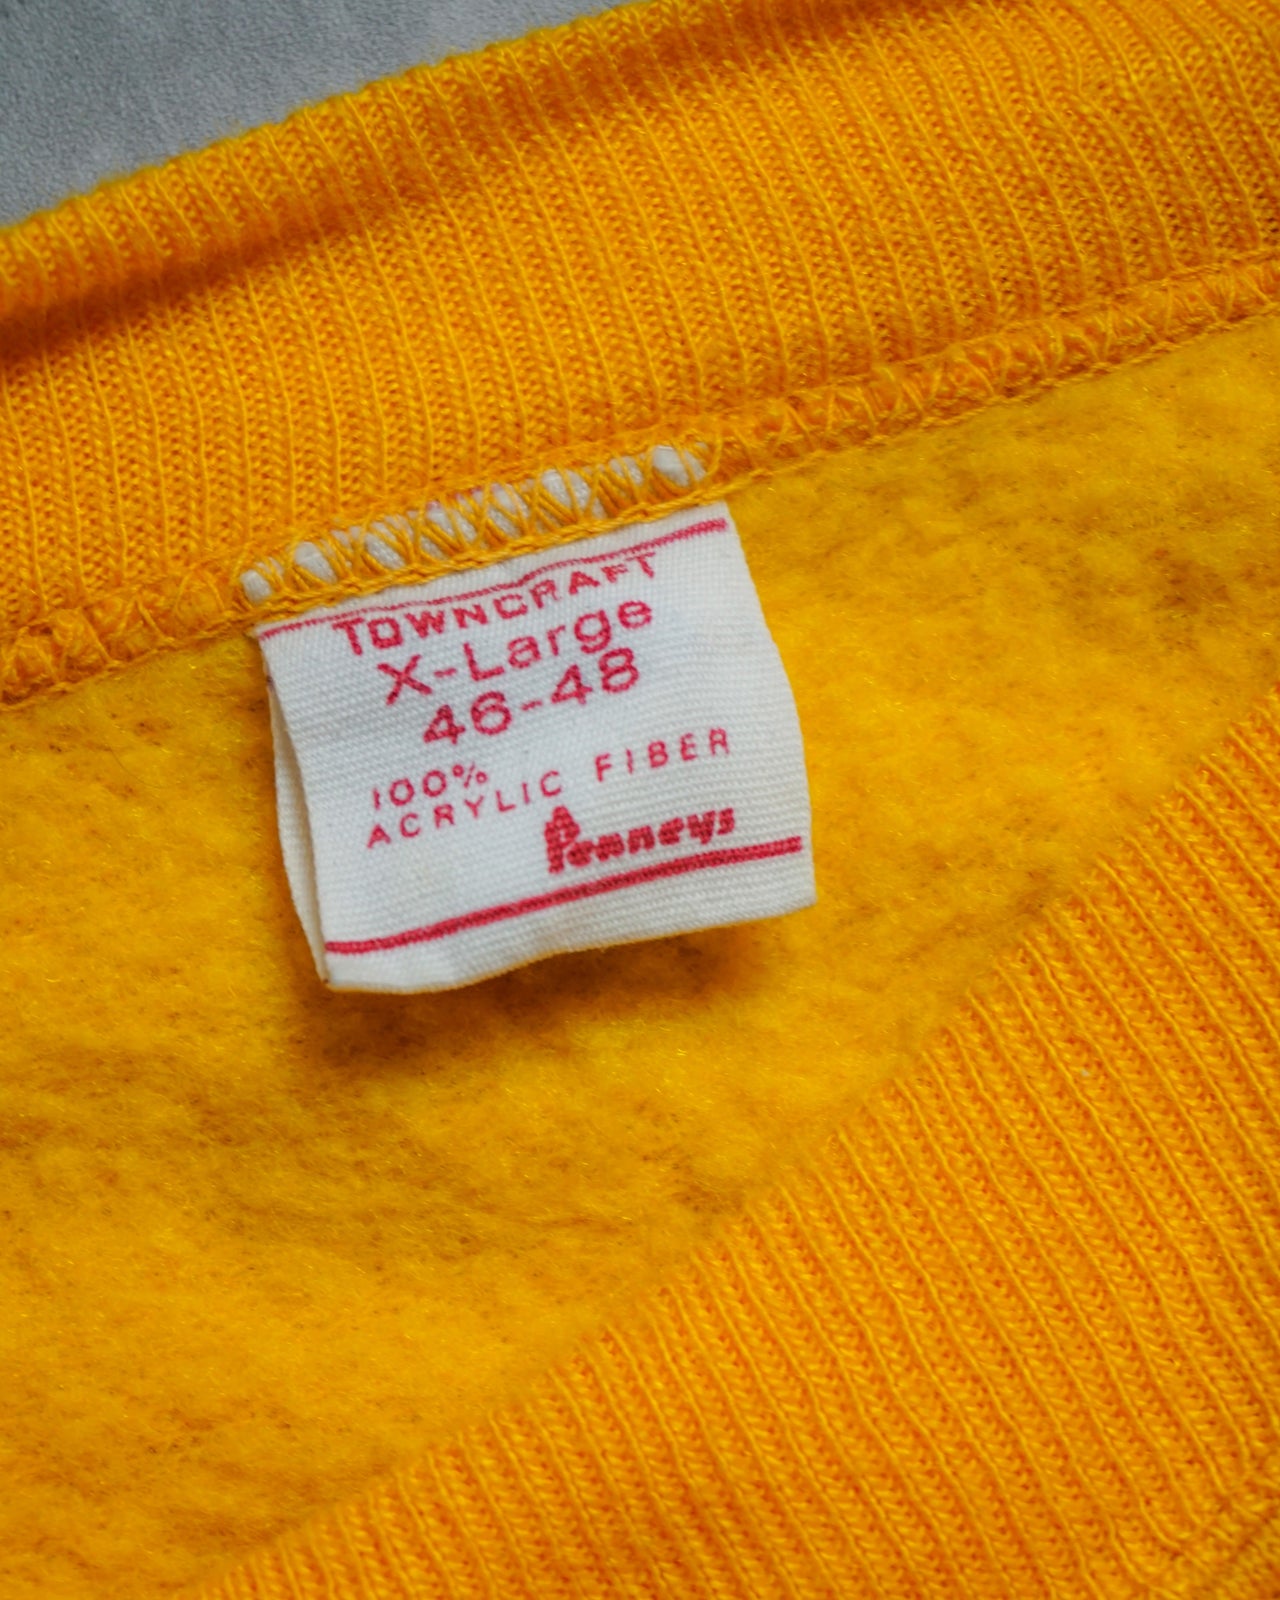 TOWNCRAFT
X-Large
46-48
100%
ACRYLIC FIBER
Penneys